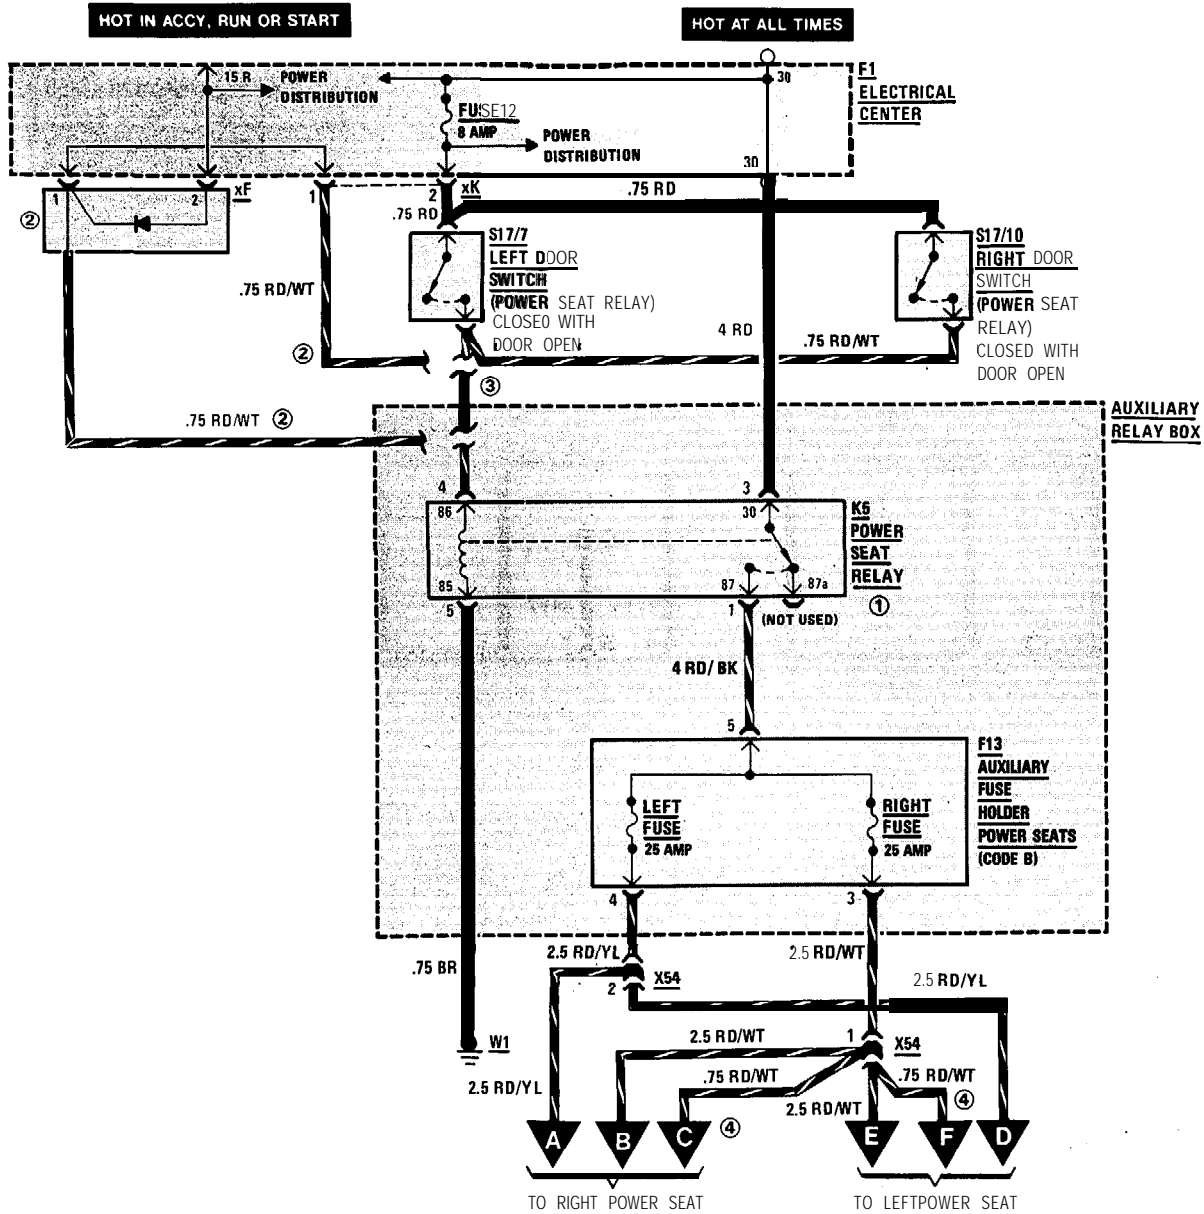 HOT IN ACCY, RUN OR START
HOT AT ALL TIMES
15 R
POWER
DISTRIBUTION
30
F1
ELECTRICAL
CENTER
FUSE12
8 AMP
POWER
DISTRIBUTION
30
1
2
xF
1
2
xK
.75 RD
.75 RD
②
S17/7
LEFT DOOR
SWITCH
(POWER SEAT RELAY)
CLOSE0 WITH
DOOR OPEN
S17/10
RIGHT DOOR
SWITCH
(POWER SEAT
RELAY)
CLOSED WITH
DOOR OPEN
.75 RD/WT
4 RD
.75 RD/WT
②
③
.75 RD/WT ②
AUXILIARY
RELAY BOX
4
3
86
30
K5
POWER
SEAT
RELAY
①
85
87
87a
5
1
(NOT USED)
4 RD/ BK
5
F13
AUXILIARY
FUSE
HOLDER
POWER SEATS
(CODE B)
LEFT
FUSE
25 AMP
RIGHT
FUSE
25 AMP
4
3
2.5 RD/YL
2.5 RD/WT
.75 BR
2
X54
2.5 RD/YL
W1
2.5 RD/WT
1
X54
2.5 RD/YL
.75 RD/WT
.75 RD/WT
2.5 RD/WT
④
④
A
B
C
E
F
D
TO RIGHT POWER SEAT
TO LEFTPOWER SEAT